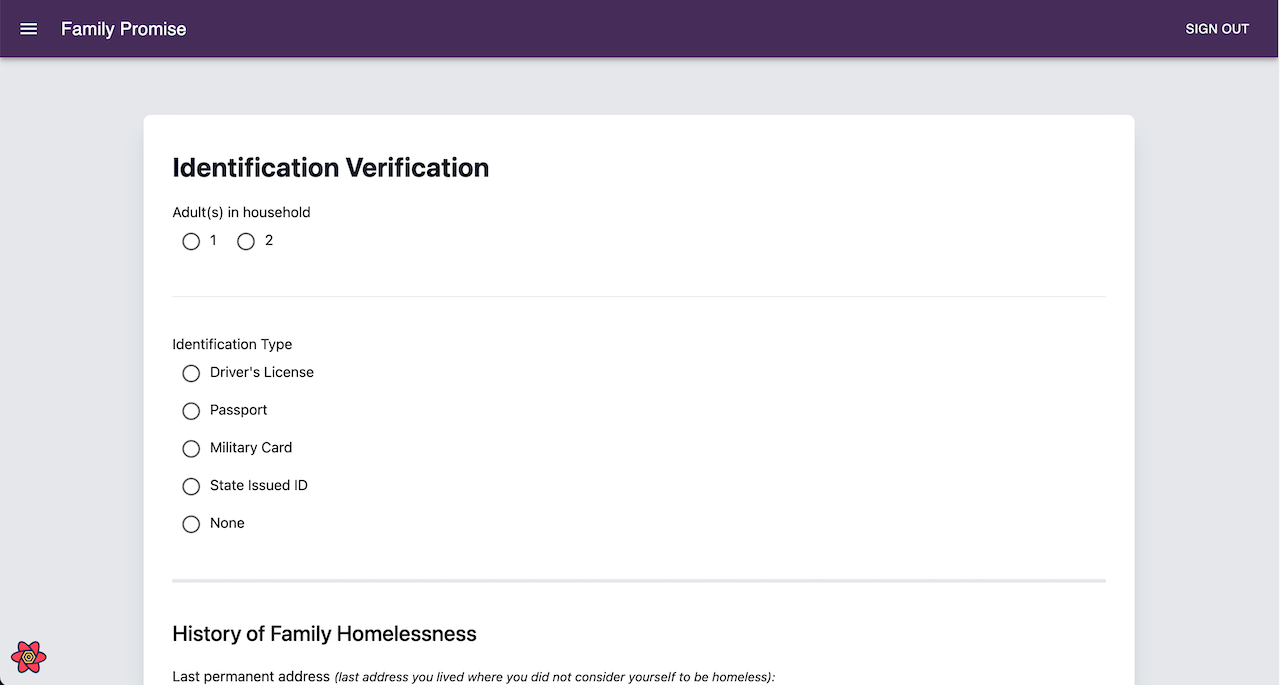 Family Promise
SIGN OUT
Identification Verification
Adult(s) in household
1 2
Identification Type
Driver's License
Passport
Military Card
State Issued ID
None
History of Family Homelessness
Last permanent address (last address you lived where you did not consider yourself to be homeless):